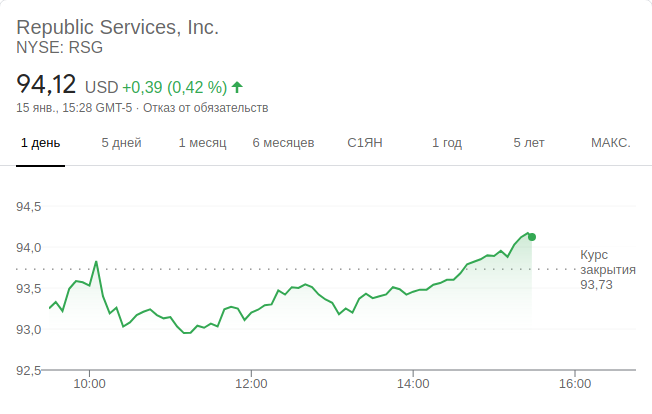 Republic Services, Inc.
NYSE: RSG
94,12 USD +0,39 (0,42 %)
15 янв., 15:28 GMT-5 · Отказ от обязательств
1 день 5 дней 1 месяц 6 месяцев С1ЯН 1 год 5 лет МАКС.
94,5
94,0
93,5
93,0
92,5
Курс
закрытия
93,73
10:00 12:00 14:00 16:00